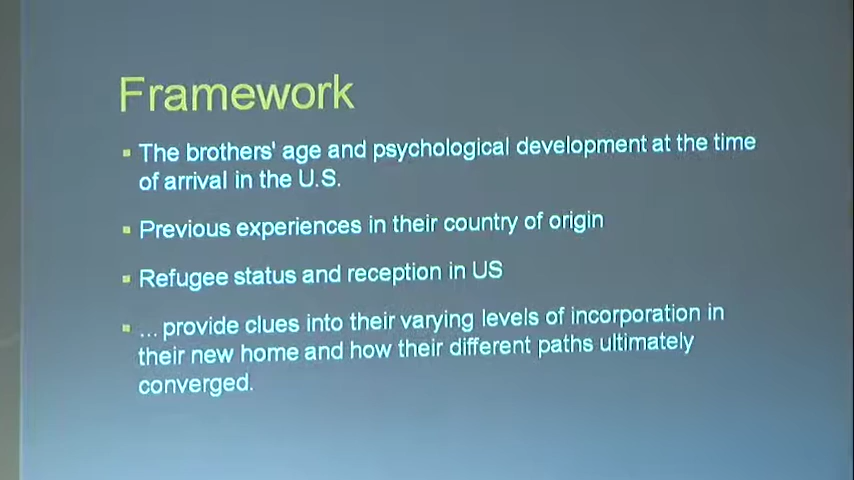 Framework
▪ The brothers' age and psychological development at the time
of arrival in the U.S.
▪ Previous experiences in their country of origin
▪ Refugee status and reception in US
▪ ... provide clues into their varying levels of incorporation in
their new home and how their different paths ultimately
converged.